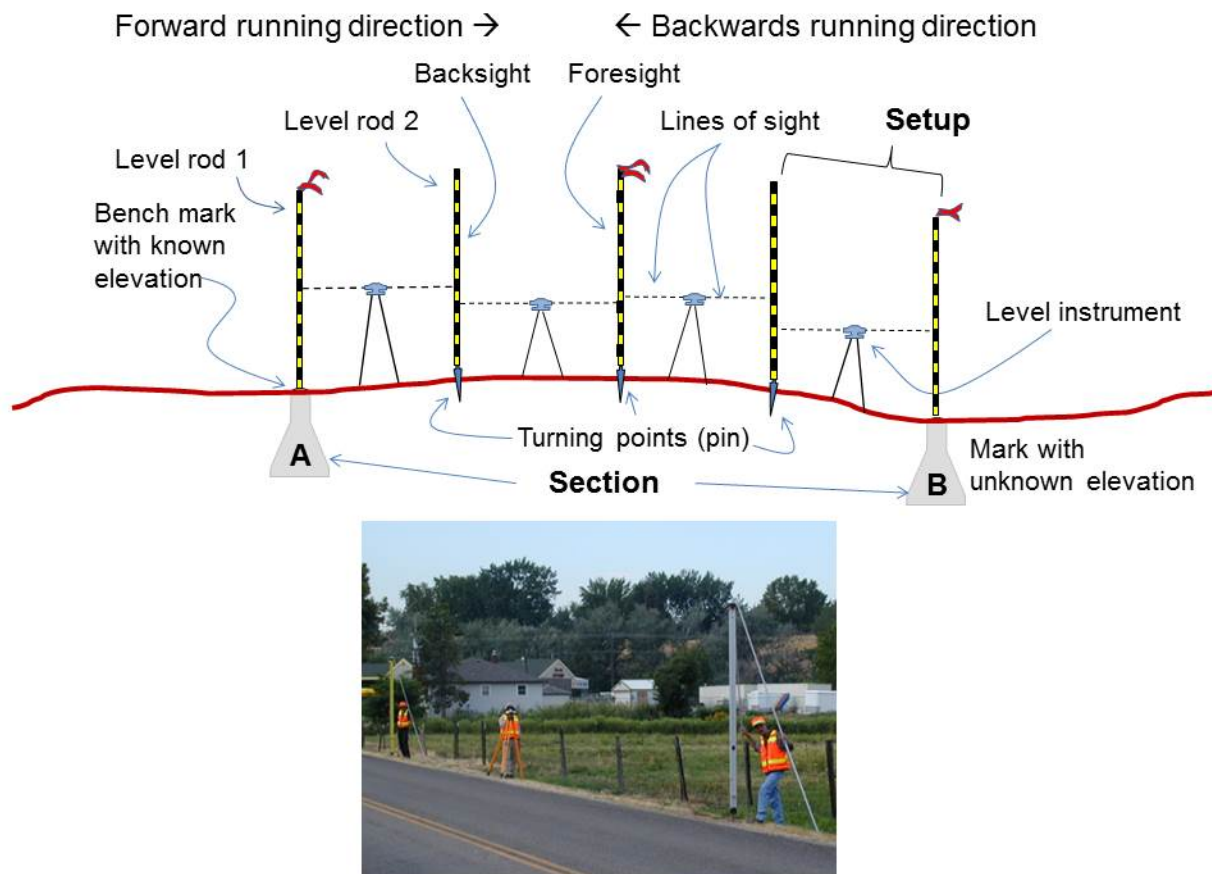 Forward running direction →
← Backwards running direction
Backsight
Foresight
Level rod 2
Lines of sight
Setup
Level rod 1
Bench mark
with known
elevation
Level instrument
Turning points (pin)
A
Section
B
Mark with
unknown elevation